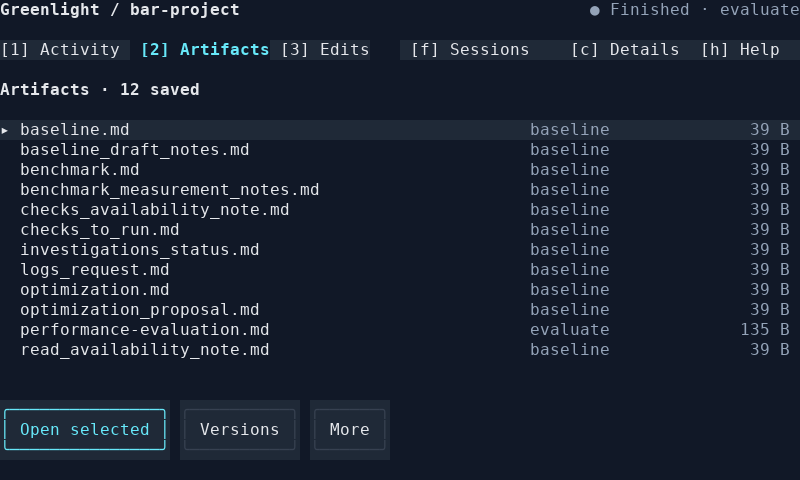 Greenlight / bar-project ● Finished · evaluate
[1] Activity [2] Artifacts [3] Edits [f] Sessions [c] Details [h] Help
Artifacts · 12 saved
▸ baseline.md baseline 39 B
baseline_draft_notes.md baseline 39 B
benchmark.md baseline 39 B
benchmark_measurement_notes.md baseline 39 B
checks_availability_note.md baseline 39 B
checks_to_run.md baseline 39 B
investigations_status.md baseline 39 B
logs_request.md baseline 39 B
optimization.md baseline 39 B
optimization_proposal.md baseline 39 B
performance-evaluation.md evaluate 135 B
read_availability_note.md baseline 39 B
Open selected Versions More